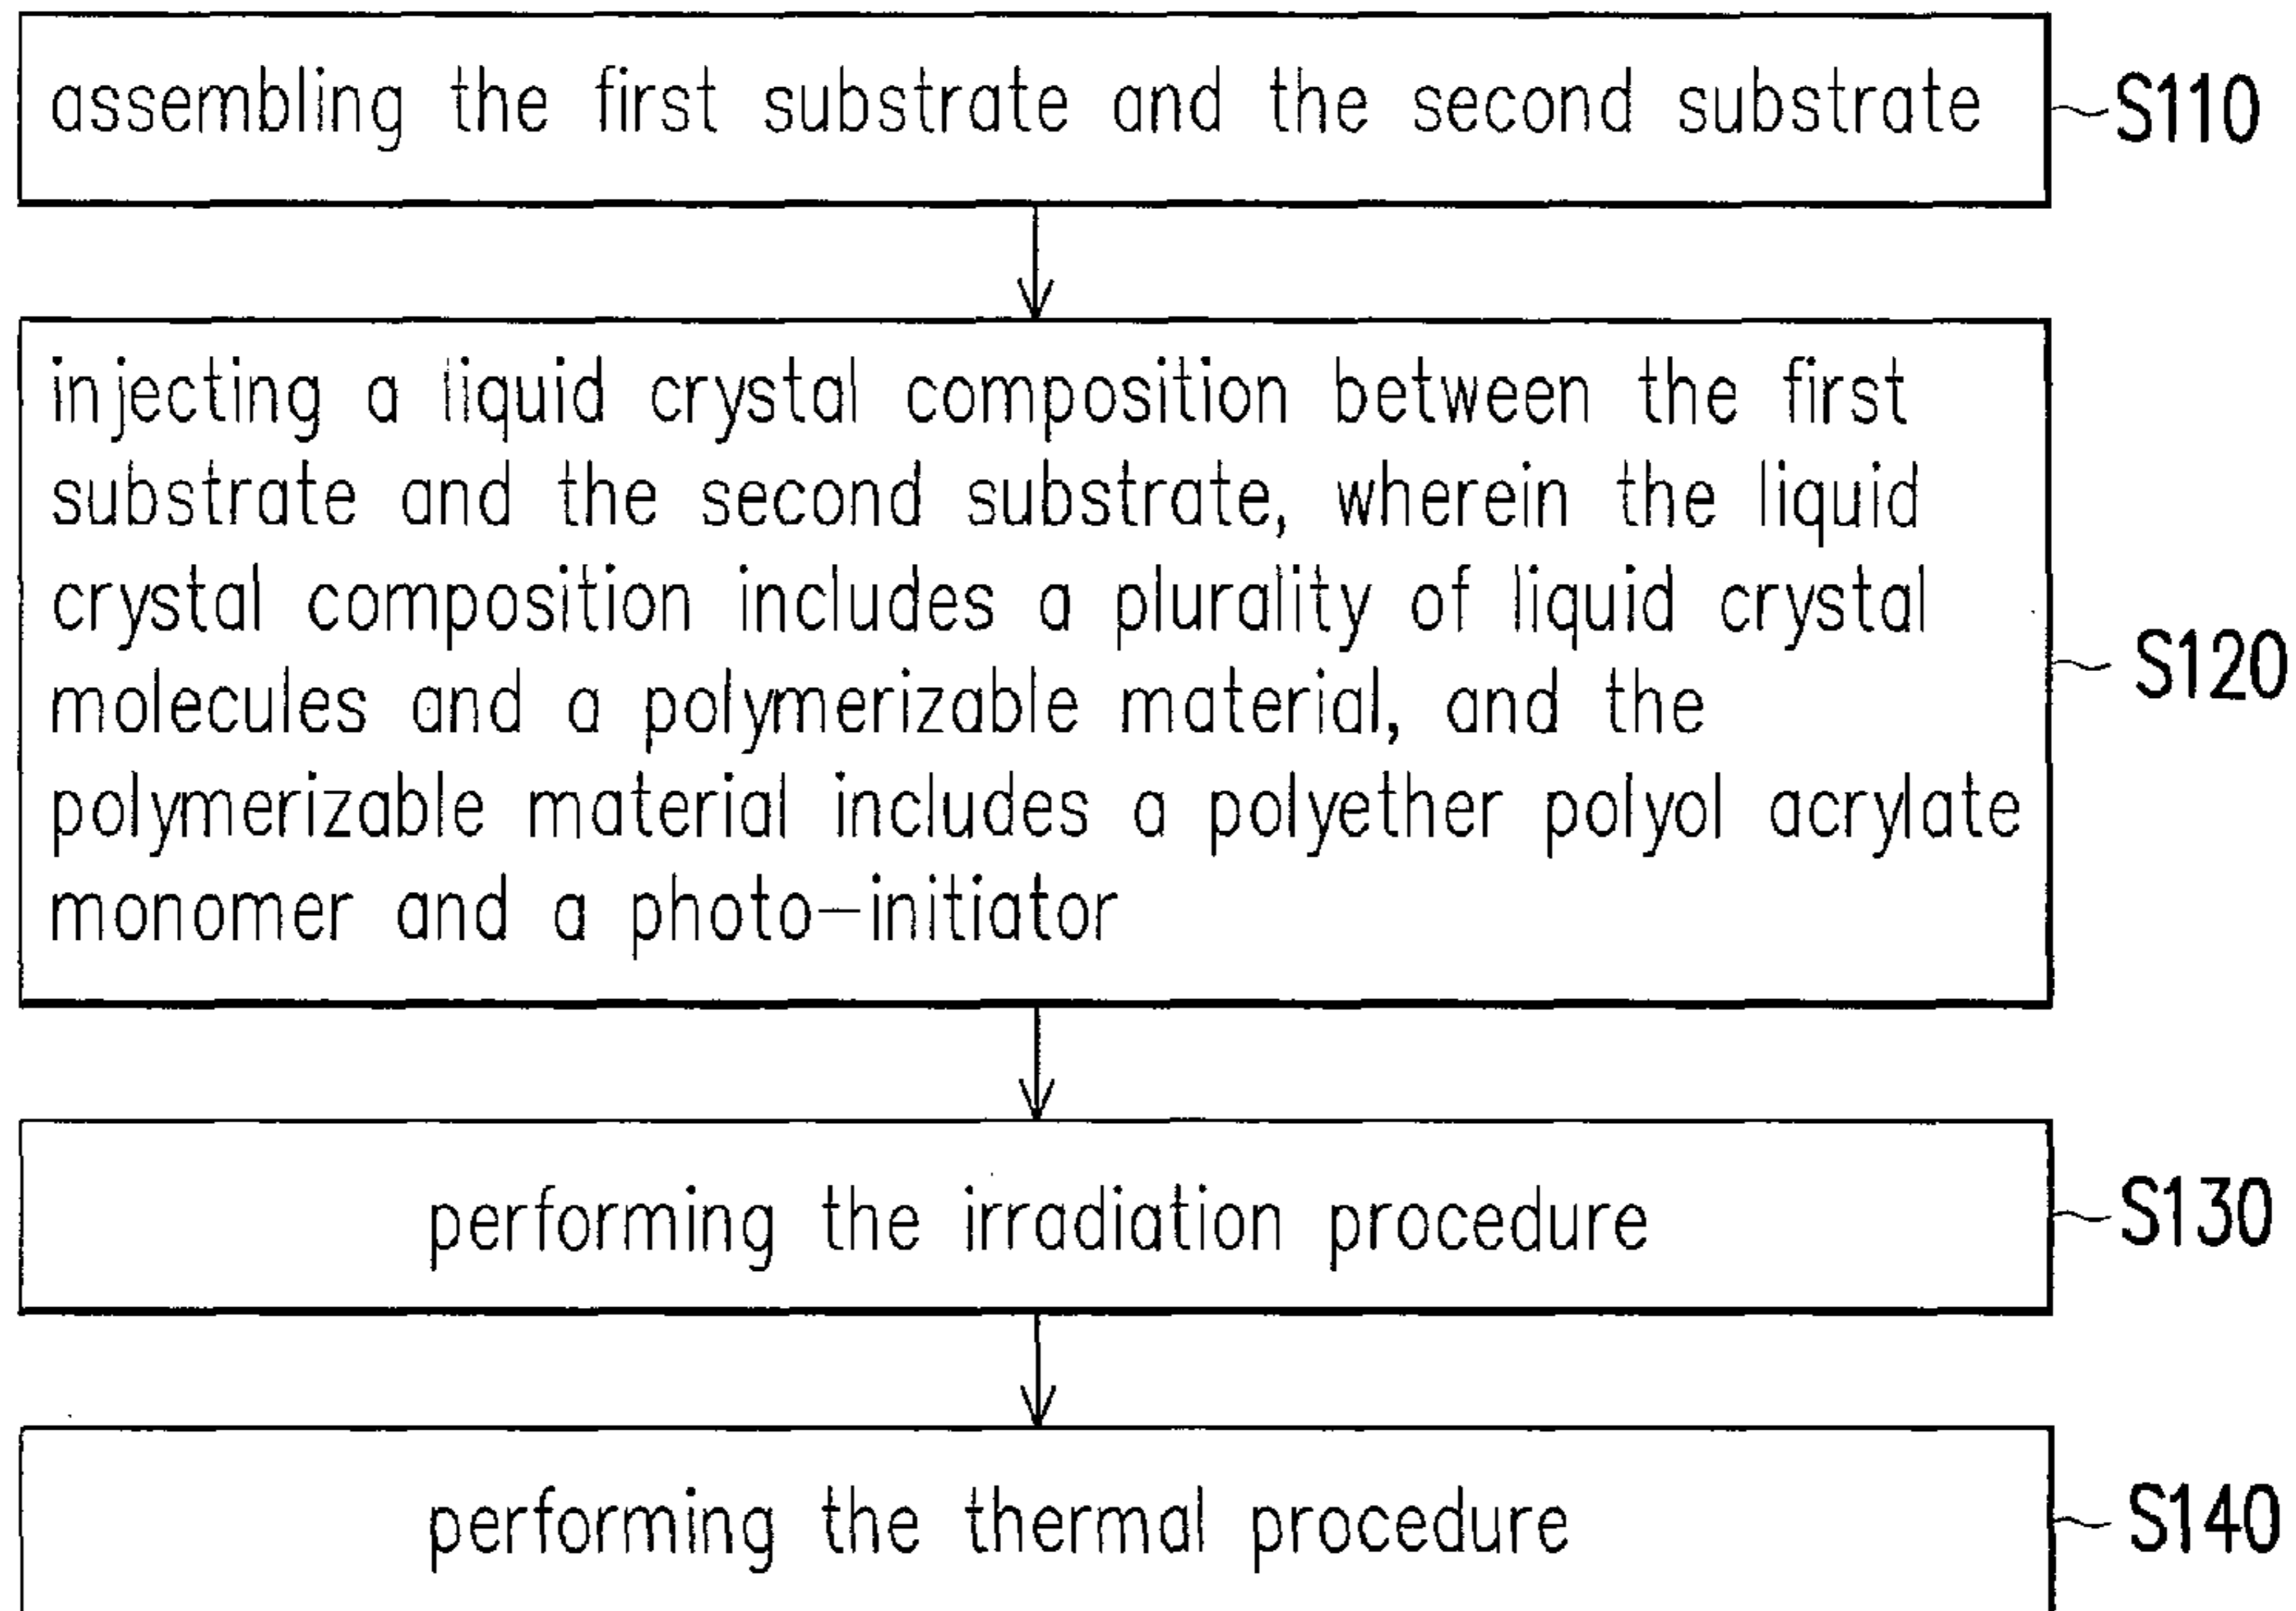 assembling the first substrate and the second substrate
S110
injecting a liquid crystal composition between the first
substrate and the second substrate, wherein the liquid
crystal composition includes a plurality of liquid crystal
molecules and a polymerizable material, and the
polymerizable material includes a polyether polyol acrylate
monomer and a photo-initiator
S120
performing the irradiation procedure
S130
performing the thermal procedure
S140